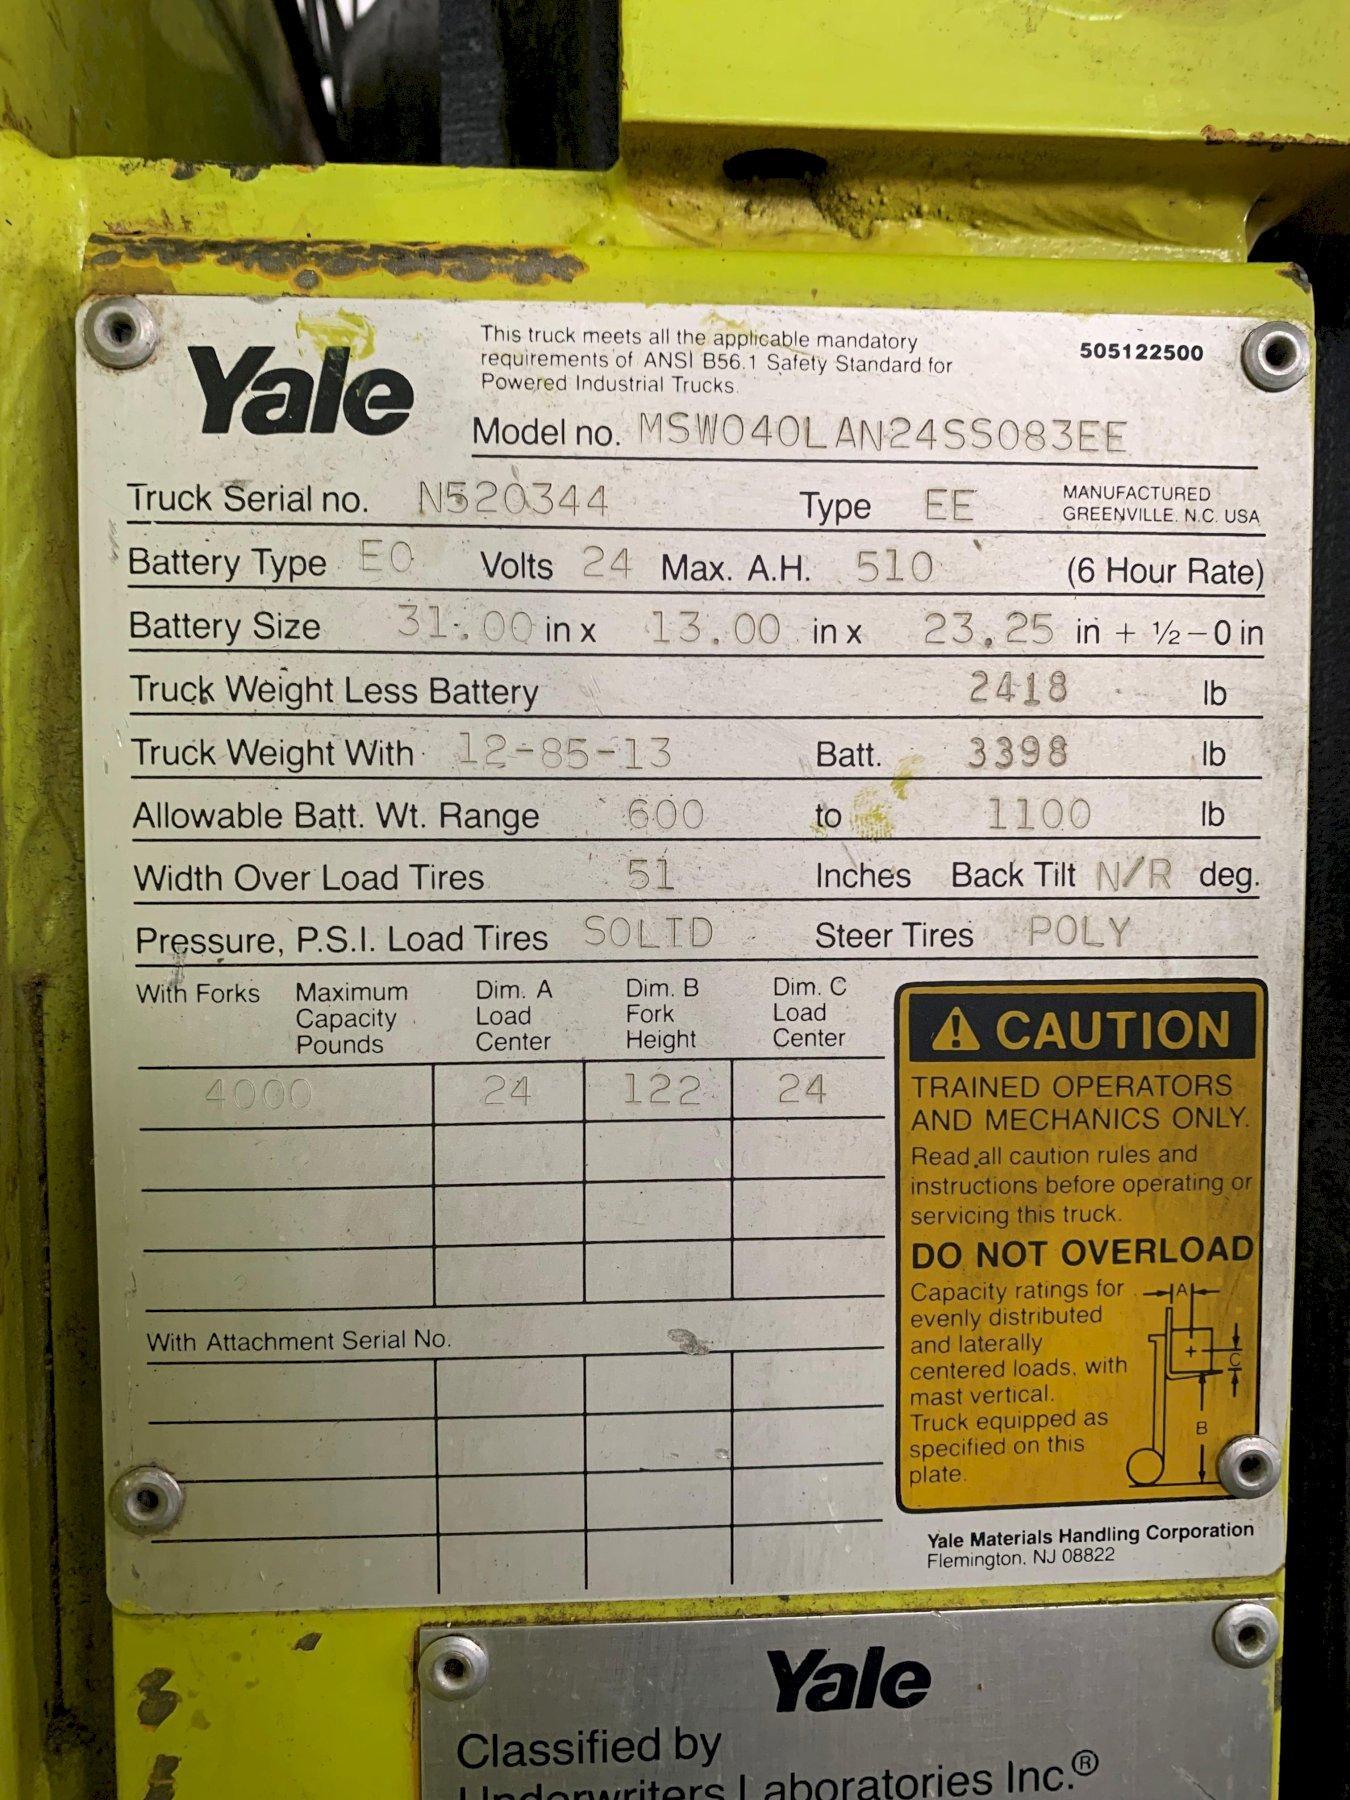 Yale
This truck meets all the applicable mandatory
requirements of ANSI B56.1 Safety Standard for
Powered Industrial Trucks.
505122500
Model no. MSW040LAN24SS083EE
Truck Serial no. N520344 Type EE MANUFACTURED
GREENVILLE. N.C. USA
Battery Type EO Volts 24 Max. A.H. 510 (6 Hour Rate)
Battery Size 31.00 in x 13.00 in x 23.25 in + ½ – 0 in
Truck Weight Less Battery 2418 lb
Truck Weight With 12-85-13 Batt. 3398 lb
Allowable Batt. Wt. Range 600 to 1100 lb
Width Over Load Tires 51 Inches Back Tilt N/R deg.
Pressure, P.S.I. Load Tires SOLID Steer Tires POLY
With Forks Maximum Dim. A Dim. B Dim. C
Capacity Load Fork Load
Pounds Center Height Center
4000 24 122 24
With Attachment Serial No.
CAUTION
TRAINED OPERATORS
AND MECHANICS ONLY.
Read all caution rules and
instructions before operating or
servicing this truck.
DO NOT OVERLOAD
Capacity ratings for
evenly distributed
and laterally
centered loads, with
mast vertical.
Truck equipped as
specified on this
plate.
A
C
B
Yale Materials Handling Corporation
Flemington, NJ 08822
Yale
Classified by
Underwriters Laboratories Inc.®